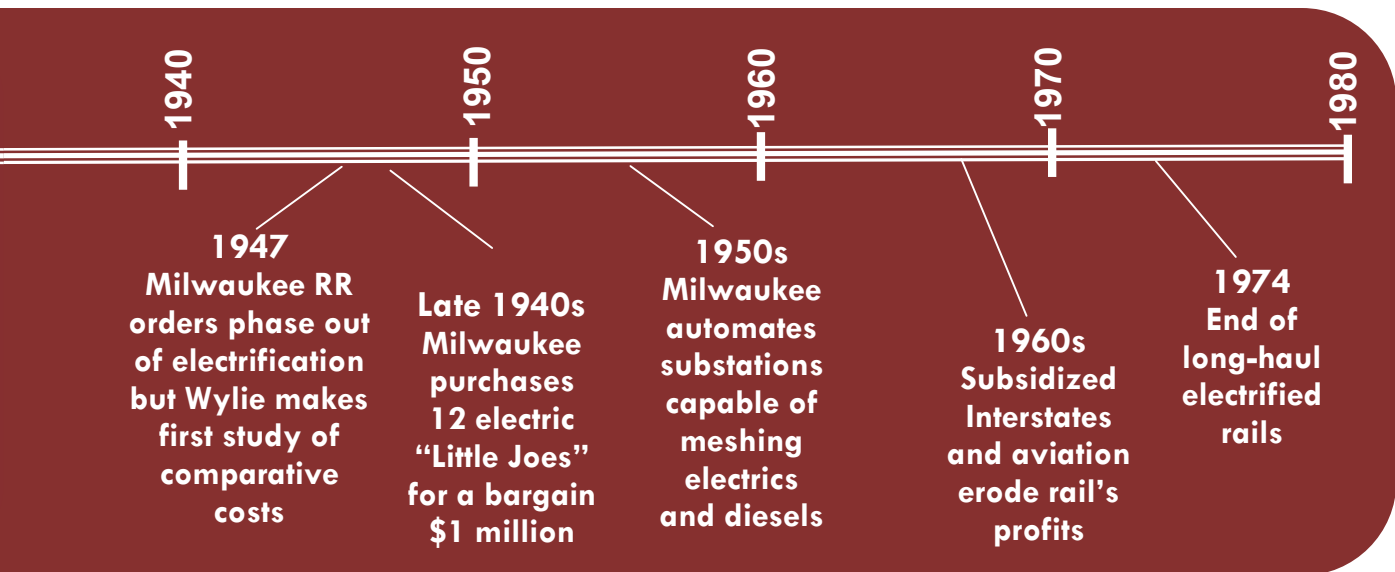 1940
1950
1960
1970
1980
1947
Milwaukee RR
orders phase out
of electrification
but Wylie makes
first study of
comparative
costs
Late 1940s
Milwaukee
purchases
12 electric
“Little Joes”
for a bargain
$1 million
1950s
Milwaukee
automates
substations
capable of
meshing
electrics
and diesels
1960s
Subsidized
Interstates
and aviation
erode rail’s
profits
1974
End of
long-haul
electrified
rails